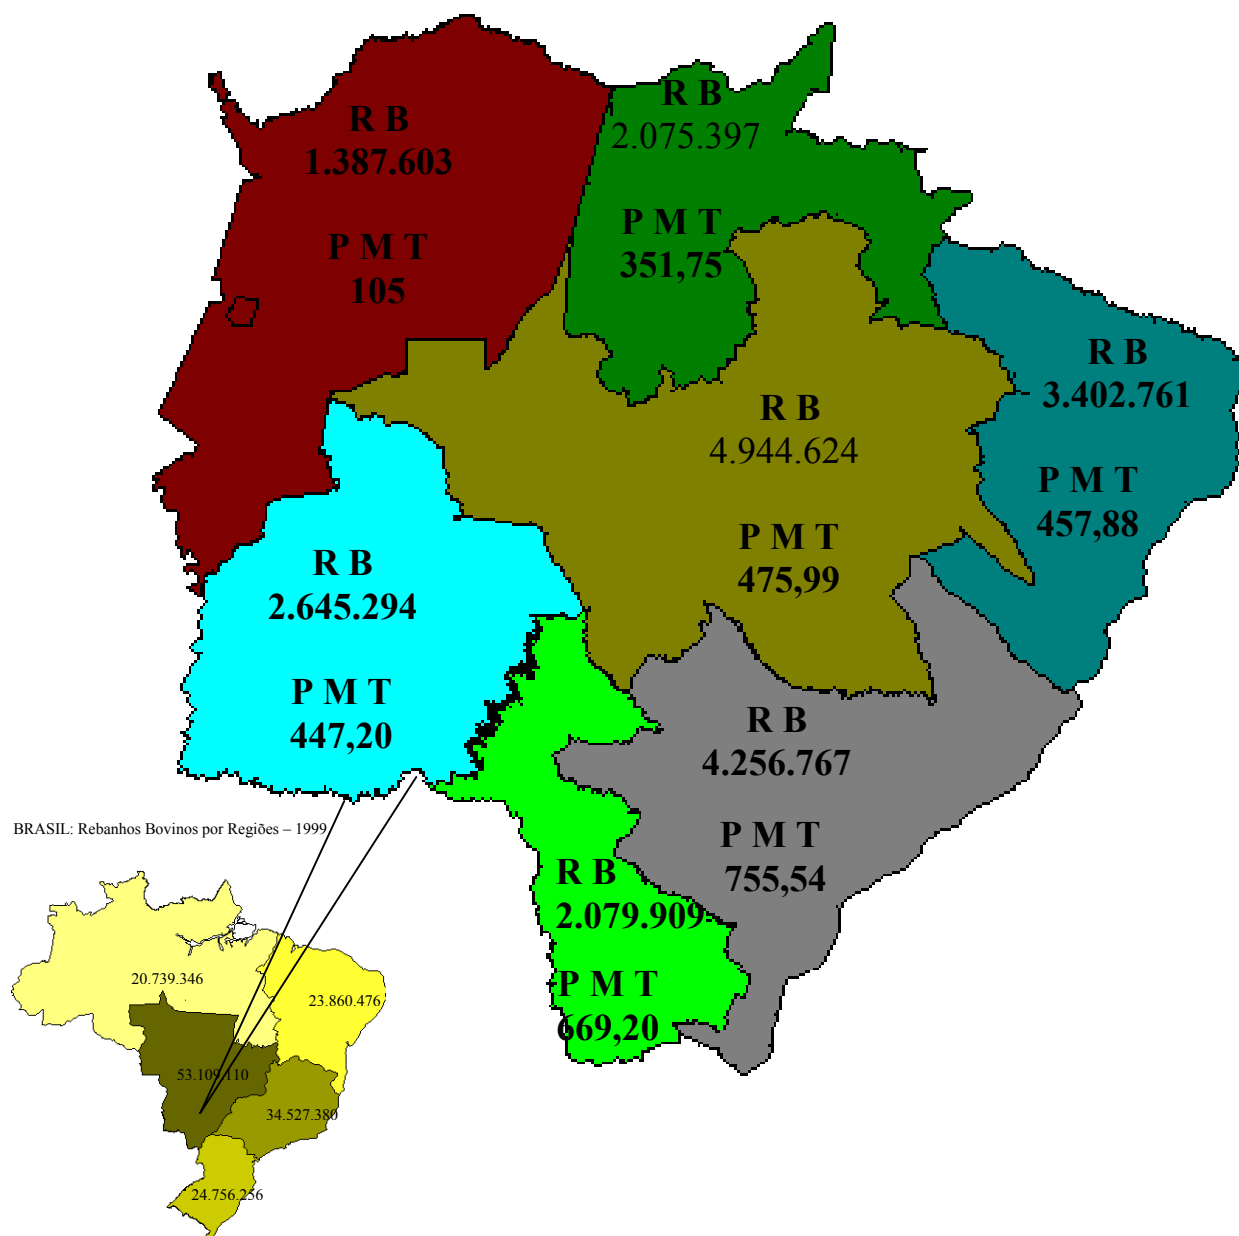 R B
1.387.603
P M T
105
R B
2.075.397
P M T
351,75
R B
3.402.761
P M T
457,88
R B
4.944.624
P M T
475,99
R B
2.645.294
P M T
447,20
R B
4.256.767
P M T
755,54
R B
2.079.909
P M T
669,20
BRASIL: Rebanhos Bovinos por Regiões – 1999
20.739.346
23.860.476
53.109.110
34.527.380
24.756.256